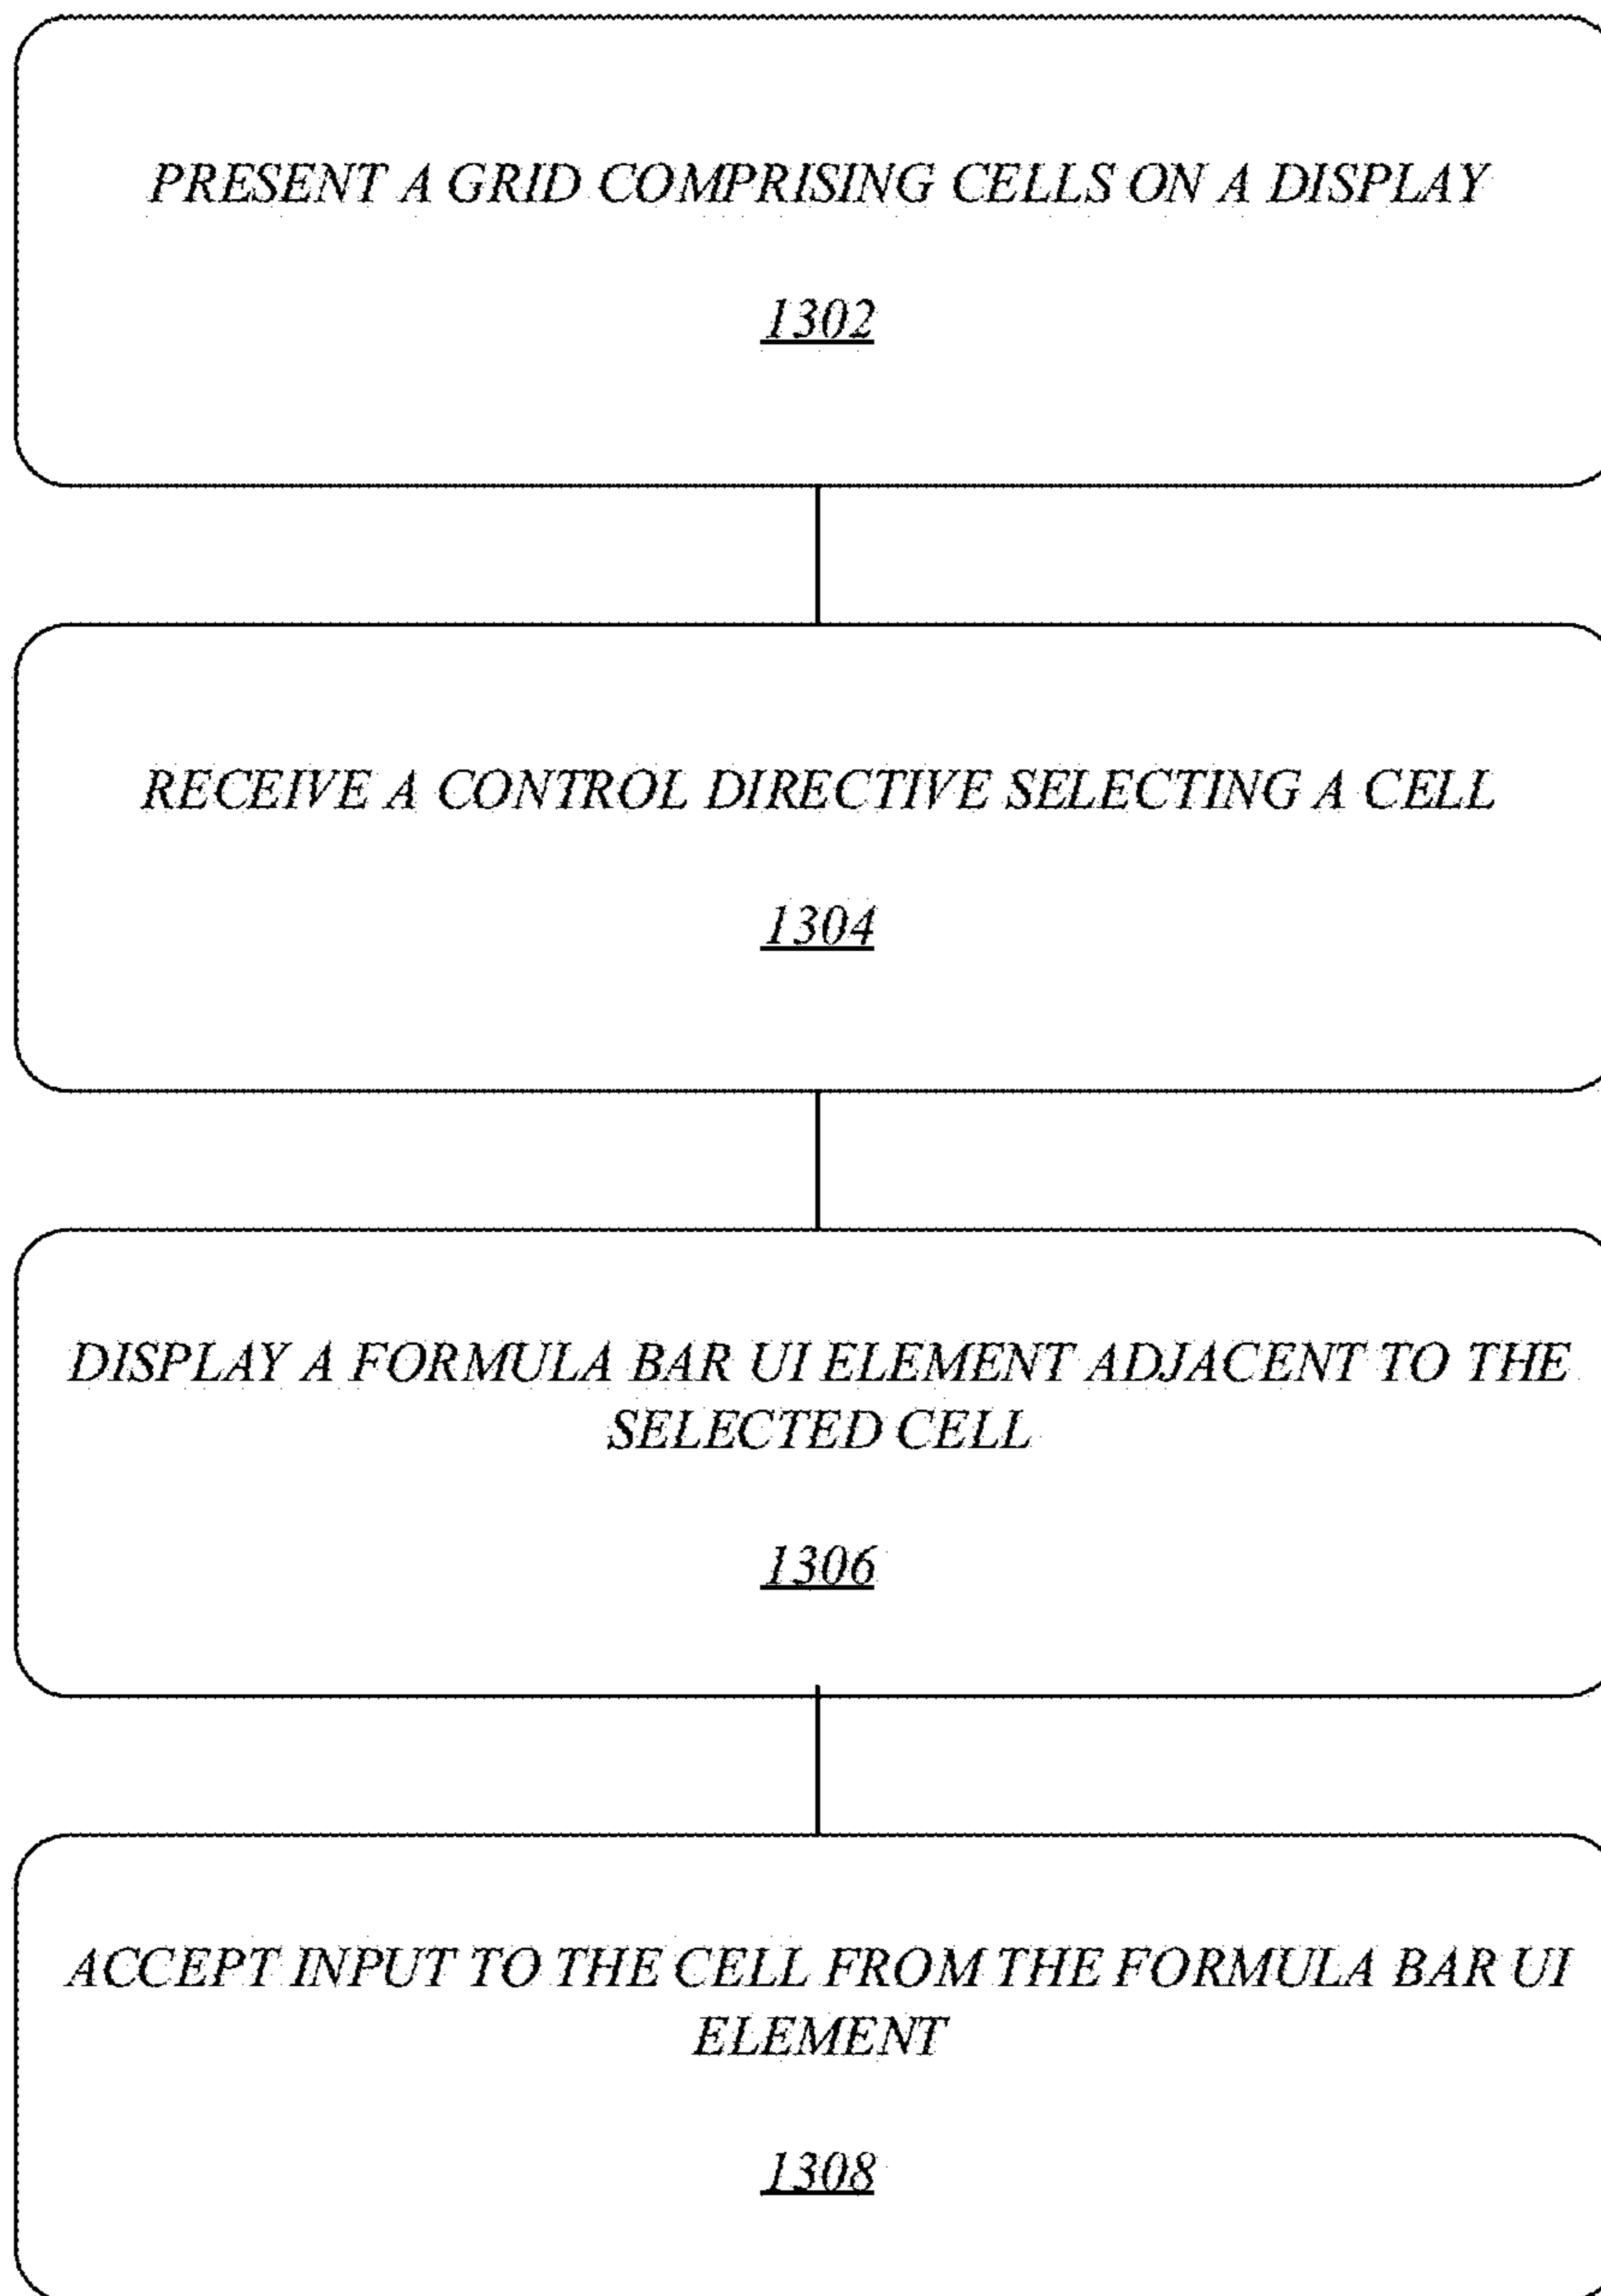 PRESENT A GRID COMPRISING CELLS ON A DISPLAY
1302
RECEIVE A CONTROL DIRECTIVE SELECTING A CELL
1304
DISPLAY A FORMULA BAR UI ELEMENT ADJACENT TO THE
SELECTED CELL
1306
ACCEPT INPUT TO THE CELL FROM THE FORMULA BAR UI
ELEMENT
1308